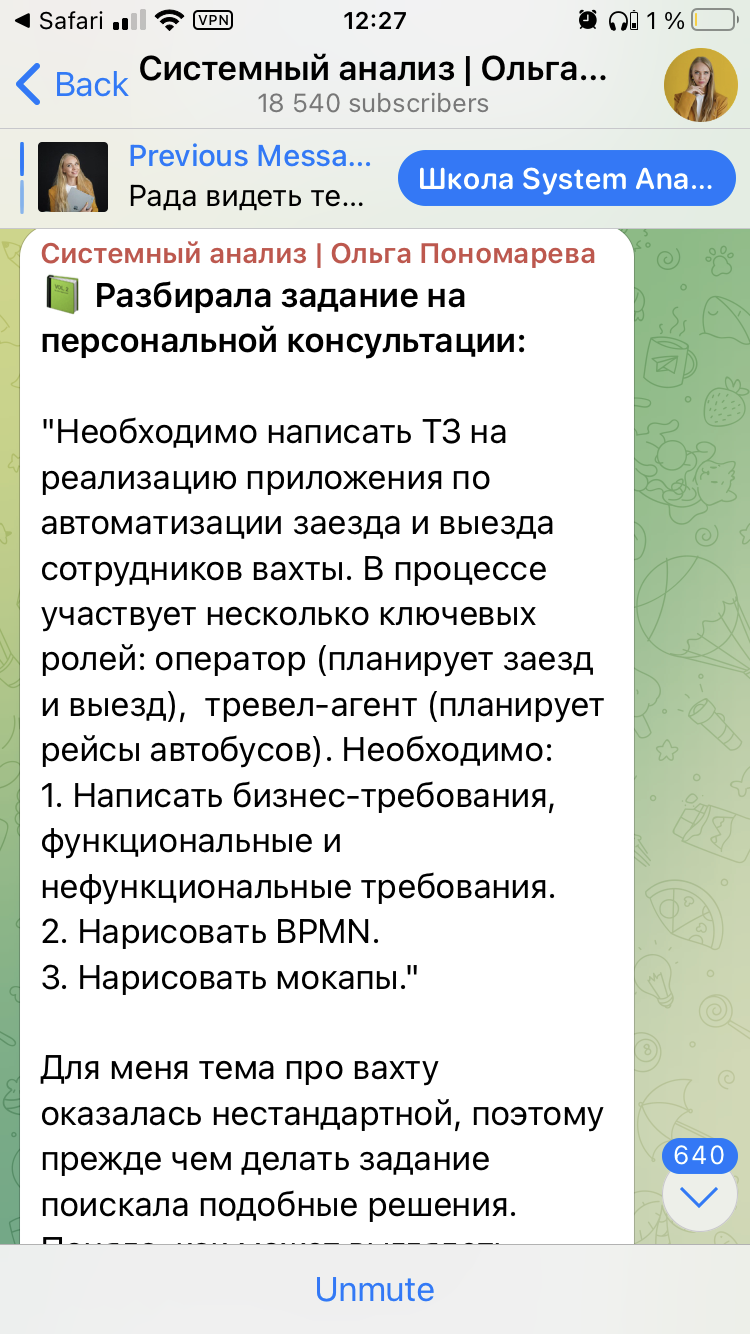 Safari VPN 12:27 1 %
Back Системный анализ | Ольга...
18 540 subscribers
Previous Messa...
Рада видеть те...
Школа System Ana...
Системный анализ | Ольга Пономарева
Разбирала задание на
персональной консультации:
"Необходимо написать ТЗ на
реализацию приложения по
автоматизации заезда и выезда
сотрудников вахты. В процессе
участвует несколько ключевых
ролей: оператор (планирует заезд
и выезд), тревел-агент (планирует
рейсы автобусов). Необходимо:
1. Написать бизнес-требования,
функциональные и
нефункциональные требования.
2. Нарисовать BPMN.
3. Нарисовать мокапы."
Для меня тема про вахту
оказалась нестандартной, поэтому
прежде чем делать задание
поискала подобные решения.
640
Unmute